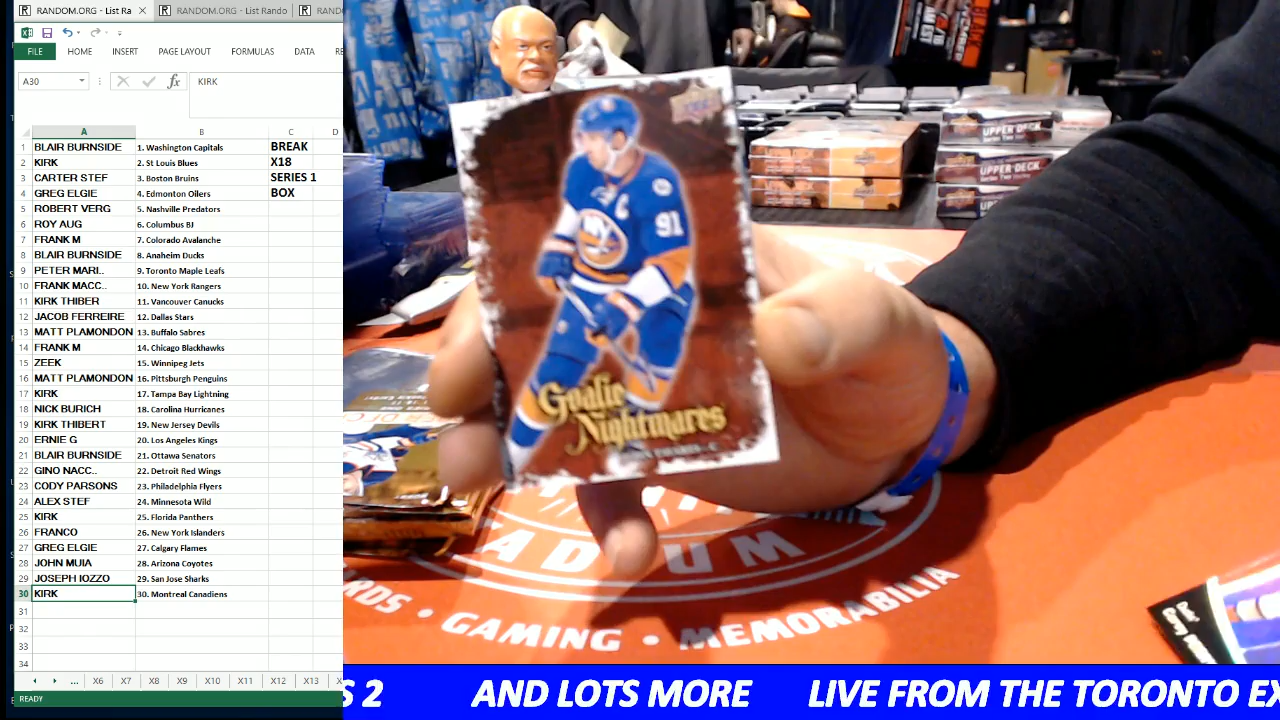 RANDOM.ORG - List Ra
RANDOM.ORG - List Rando
RAND
FILE HOME INSERT PAGE LAYOUT FORMULAS DATA RE
A30 fx KIRK
A B C D
1 BLAIR BURNSIDE 1. Washington Capitals BREAK
2 KIRK 2. St Louis Blues X18
3 CARTER STEF 3. Boston Bruins SERIES 1
4 GREG ELGIE 4. Edmonton Oilers BOX
5 ROBERT VERG 5. Nashville Predators
6 ROY AUG 6. Columbus BJ
7 FRANK M 7. Colorado Avalanche
8 BLAIR BURNSIDE 8. Anaheim Ducks
9 PETER MARI.. 9. Toronto Maple Leafs
10 FRANK MACC.. 10. New York Rangers
11 KIRK THIBER 11. Vancouver Canucks
12 JACOB FERREIRE 12. Dallas Stars
13 MATT PLAMONDON 13. Buffalo Sabres
14 FRANK M 14. Chicago Blackhawks
15 ZEEK 15. Winnipeg Jets
16 MATT PLAMONDON 16. Pittsburgh Penguins
17 KIRK 17. Tampa Bay Lightning
18 NICK BURICH 18. Carolina Hurricanes
19 KIRK THIBERT 19. New Jersey Devils
20 ERNIE G 20. Los Angeles Kings
21 BLAIR BURNSIDE 21. Ottawa Senators
22 GINO NACC.. 22. Detroit Red Wings
23 CODY PARSONS 23. Philadelphia Flyers
24 ALEX STEF 24. Minnesota Wild
25 KIRK 25. Florida Panthers
26 FRANCO 26. New York Islanders
27 GREG ELGIE 27. Calgary Flames
28 JOHN MUIA 28. Arizona Coyotes
29 JOSEPH IOZZO 29. San Jose Sharks
30 KIRK 30. Montreal Canadiens
31
32
33
34
... X6 X7 X8 X9 X10 X11 X12 X13 X
READY
UPPER DECK
UPPER DECK
C
91
NY
Goalie
Nightmares
ADIUM
RDS • GAMING • MEMORABILIA
S 2 AND LOTS MORE LIVE FROM THE TORONTO EX